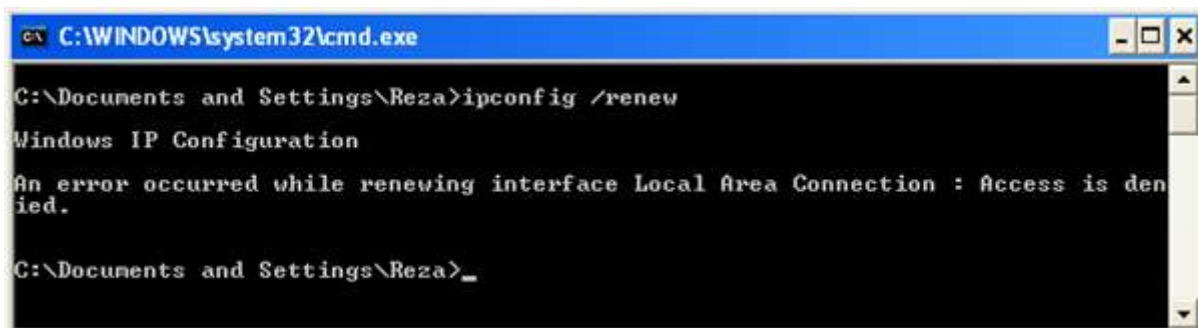 C:\WINDOWS\system32\cmd.exe
C:\Documents and Settings\Reza>ipconfig /renew
Windows IP Configuration
An error occurred while renewing interface Local Area Connection : Access is den
ied.
C:\Documents and Settings\Reza>_